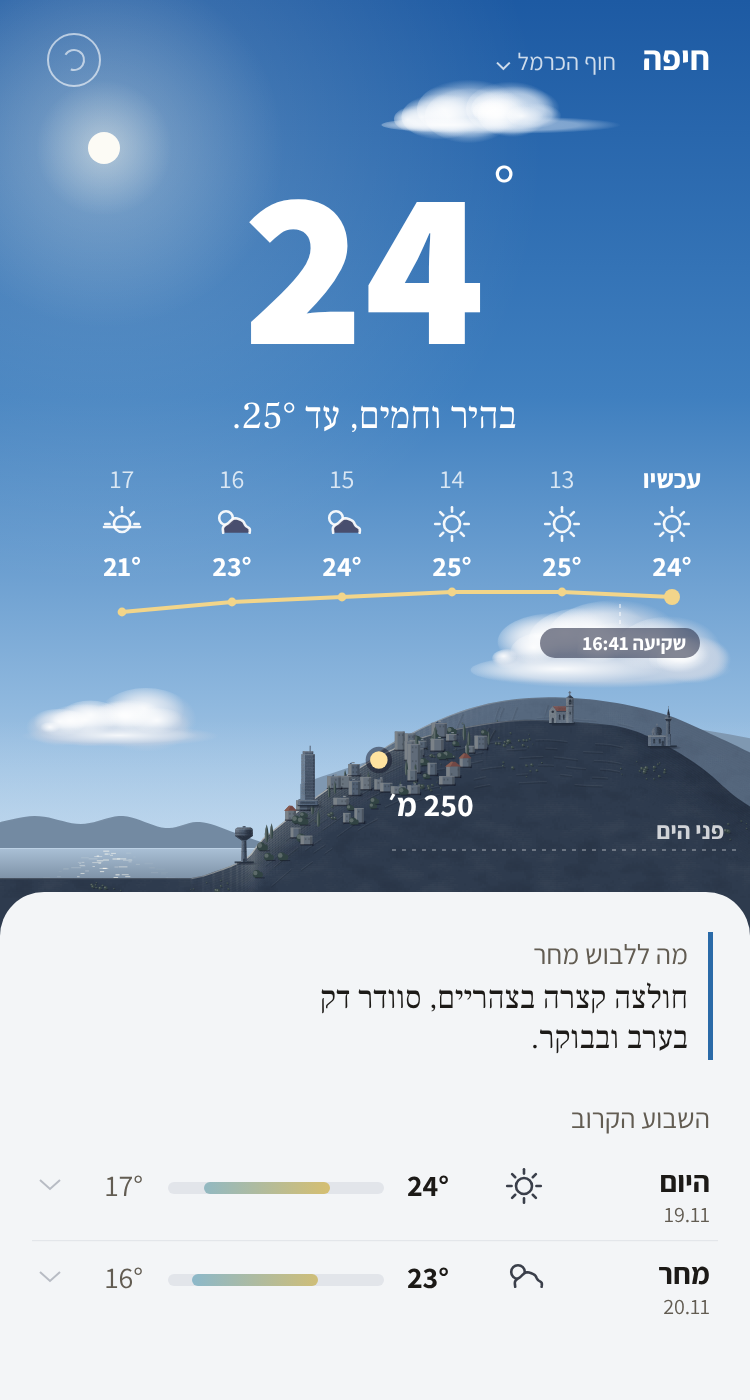 חיפה חוף הכרמל
24°
בהיר וחמים, עד 25°.
עכשיו 13 14 15 16 17
24° 25° 25° 24° 23° 21°
שקיעה 16:41
250 מ׳
פני הים
מה ללבוש מחר
חולצה קצרה בצהריים, סוודר דק
בערב ובבוקר.
השבוע הקרוב
היום 24° 17°
19.11
מחר 23° 16°
20.11